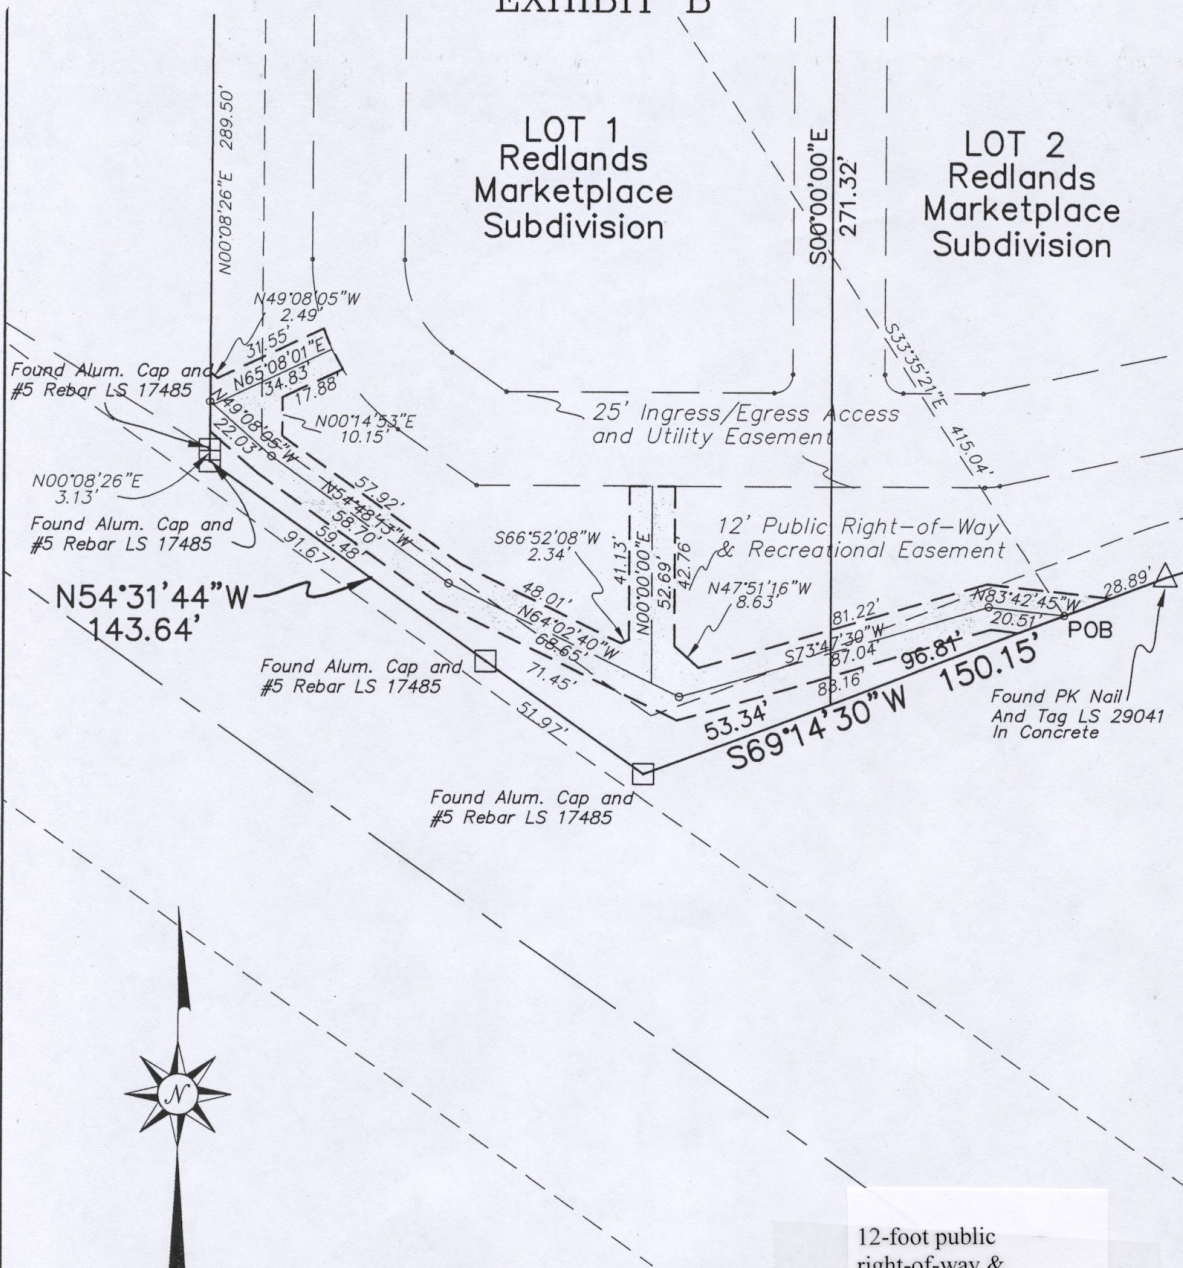 EXHIBIT "B"
N00°08'26"E 289.50'
LOT 1
Redlands
Marketplace
Subdivision
S00°00'00"E
271.32'
LOT 2
Redlands
Marketplace
Subdivision
N49°08'05"W
2.49'
31.55'
N65°08'01"E
34.83'
17.88'
Found Alum. Cap and
#5 Rebar LS 17485
N49°08'05"W
22.03'
N00°14'53"E
10.15'
S33°35'21"E
415.04'
25' Ingress/Egress Access
and Utility Easement
N00°08'26"E
3.13'
Found Alum. Cap and
#5 Rebar LS 17485
57.92'
N54°48'13"W
58.70'
59.48'
91.67'
N54°31'44"W
143.64'
S66°52'08"W
2.34'
41.13'
N00°00'00"E
52.69'
42.76'
12' Public Right-of-Way
& Recreational Easement
N47°51'16"W
8.63'
48.01'
N64°02'40"W
68.65'
71.45'
81.22'
S73°47'30"W
87.04'
88.16'
96.81'
N83°42'45"W
20.51'
28.89'
POB
150.15'
53.34'
S69°14'30"W
Found PK Nail
And Tag LS 29041
In Concrete
Found Alum. Cap and
#5 Rebar LS 17485
51.97'
Found Alum. Cap and
#5 Rebar LS 17485
N
12-foot public
right-of-way &